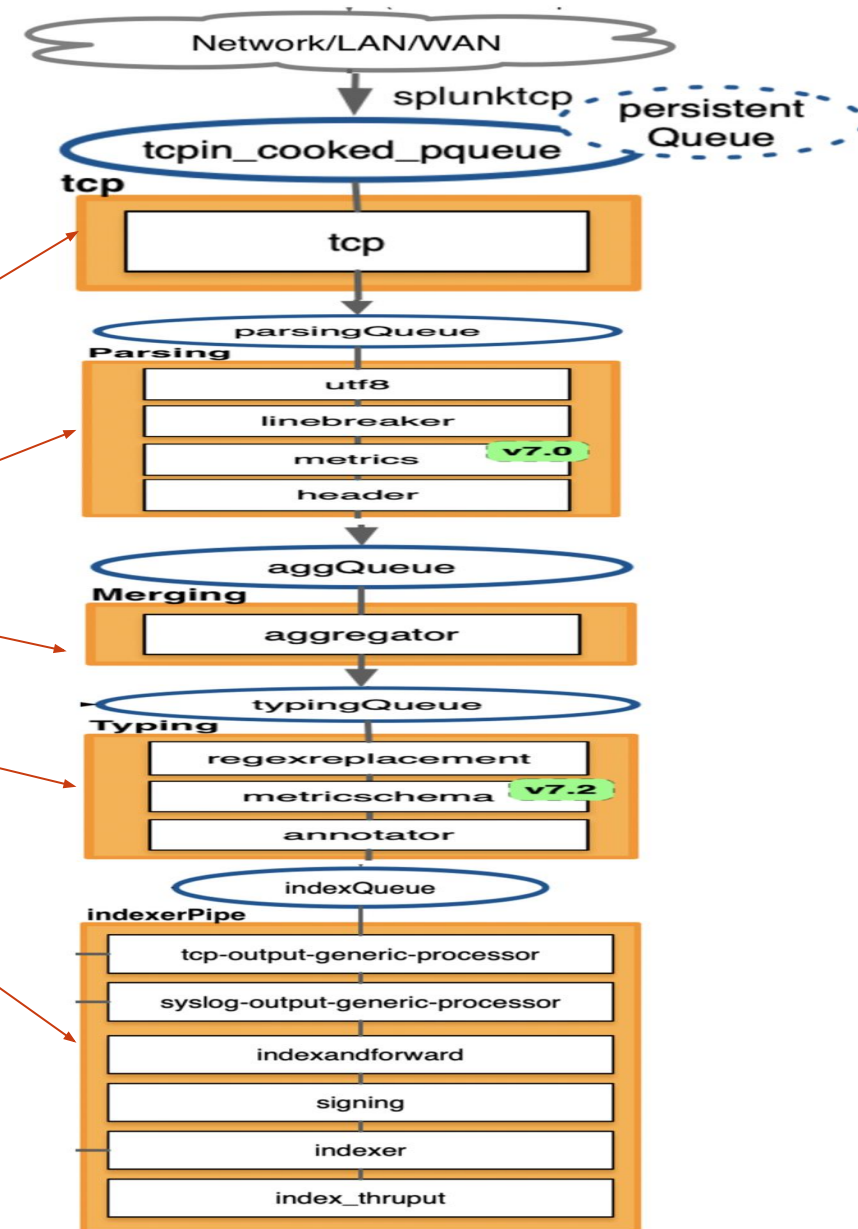 Network/LAN/WAN
splunktcp
persistent
Queue
tcpin_cooked_pqueue
tcp
tcp
parsingQueue
Parsing
utf8
linebreaker
metrics
v7.0
header
aggQueue
Merging
aggregator
typingQueue
Typing
regexreplacement
metricschema
v7.2
annotator
indexQueue
indexerPipe
tcp-output-generic-processor
syslog-output-generic-processor
indexandforward
signing
indexer
index_thruput